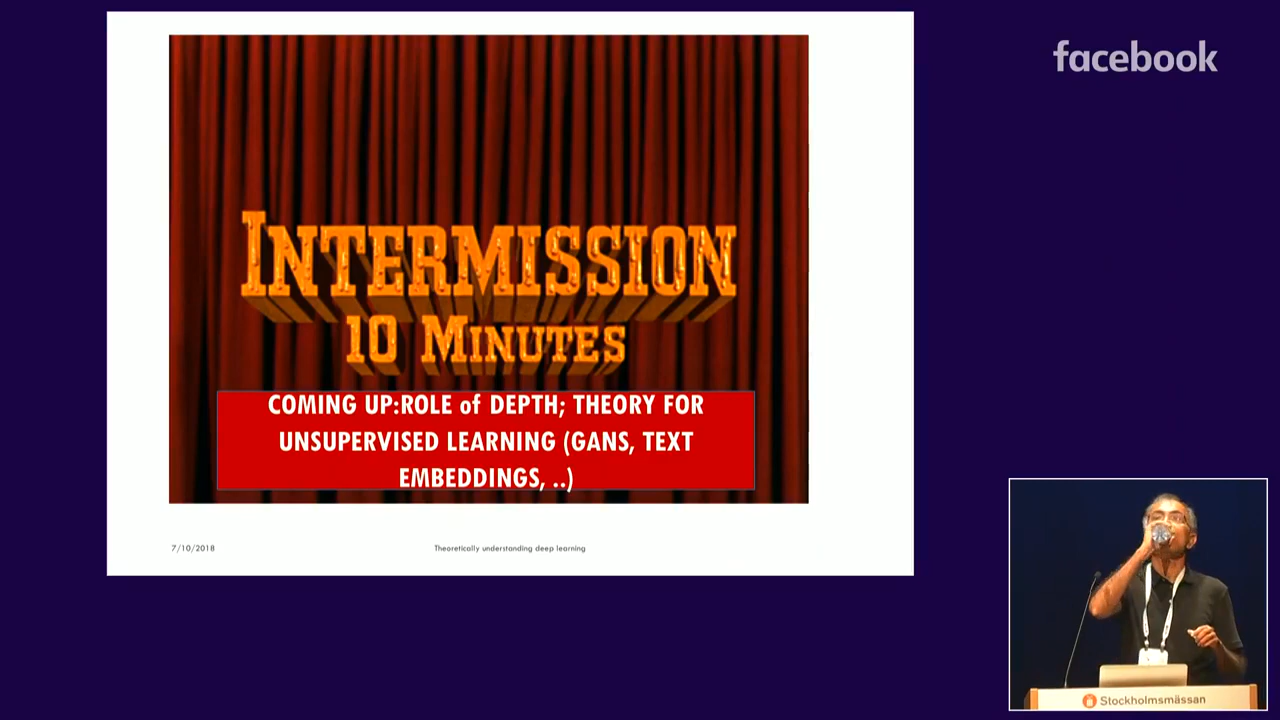 facebook
INTERMISSION
10 MINUTES
COMING UP:ROLE of DEPTH; THEORY FOR
UNSUPERVISED LEARNING (GANS, TEXT
EMBEDDINGS, ..)
7/10/2018
Theoretically understanding deep learning
Stockholmsmässan